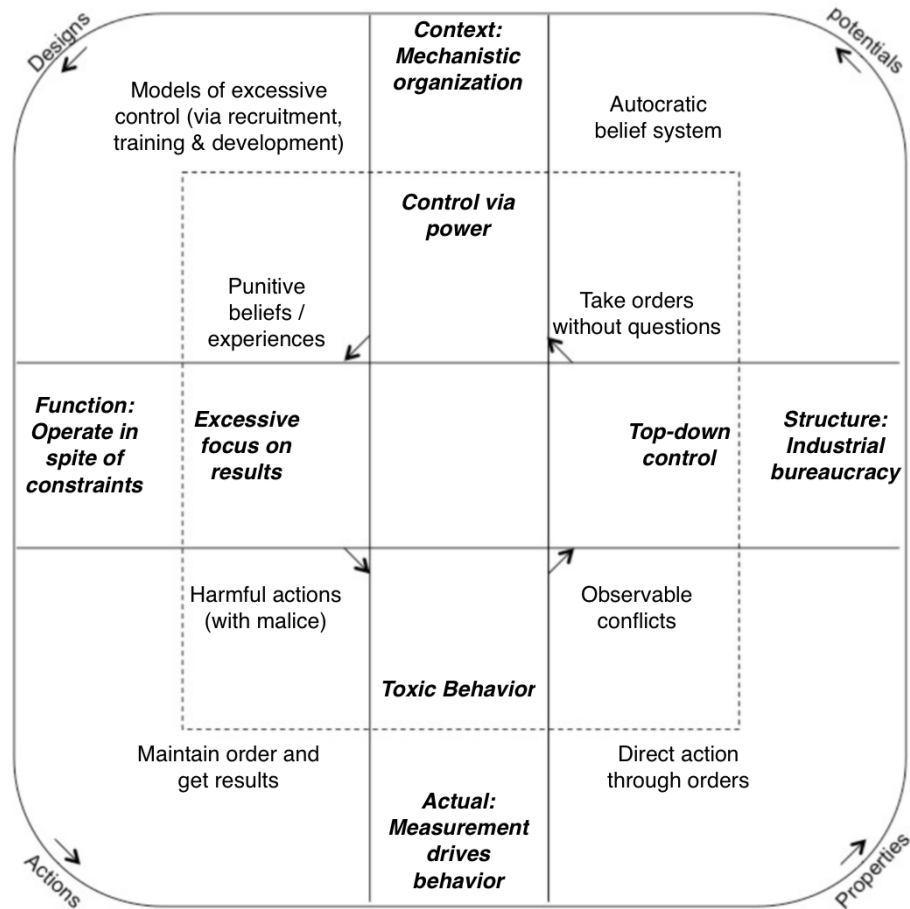 Designs
potentials
Context:
Mechanistic
organization
Models of excessive
control (via recruitment,
training & development)
Autocratic
belief system
Control via
power
Punitive
beliefs /
experiences
Take orders
without questions
Function:
Operate in
spite of
constraints
Excessive
focus on
results
Top-down
control
Structure:
Industrial
bureaucracy
Harmful actions
(with malice)
Observable
conflicts
Toxic Behavior
Maintain order and
get results
Direct action
through orders
Actual:
Measurement
drives
behavior
Actions
Properties